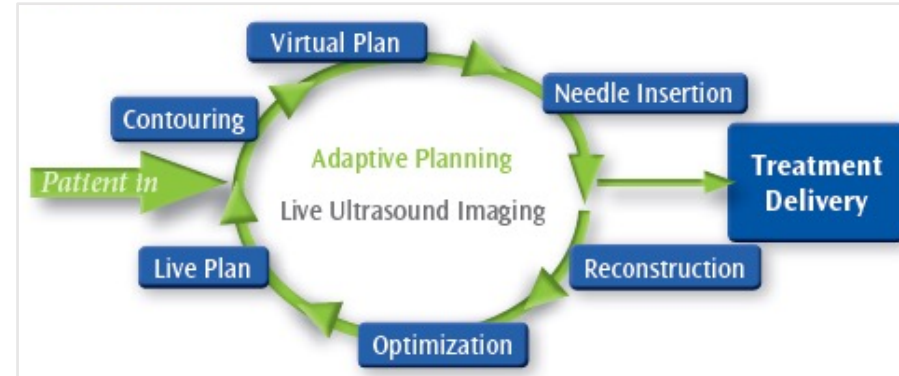 Virtual Plan
Contouring
Needle Insertion
Adaptive Planning
Live Ultrasound Imaging
Patient in
Treatment
Delivery
Live Plan
Reconstruction
Optimization